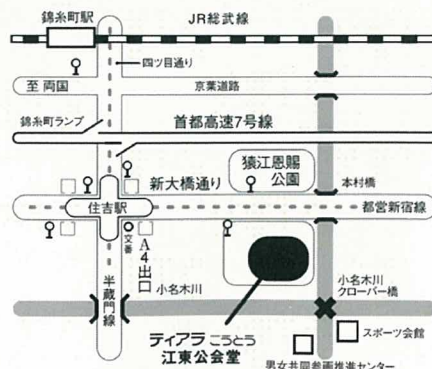 錦糸町駅
JR総武線
四ツ目通り
至 両国
京葉道路
錦糸町ランプ
首都高速7号線
猿江恩賜
公園
新大橋通り
本村橋
住吉駅
都営新宿線
交番
A4出口
半蔵門線
小名木川
小名木川
クローバー橋
ティアラこうとう
江東公会堂
スポーツ会館
男女共同参画推進センター